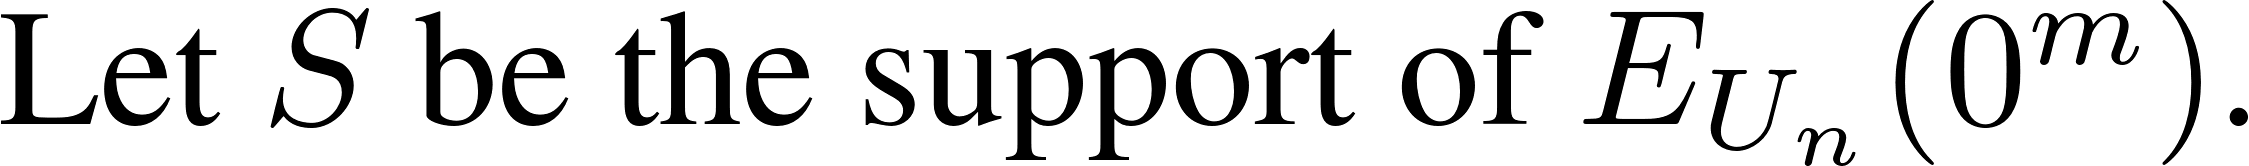 Let $S$ be the support of $E_{U_n}(0^m)$.